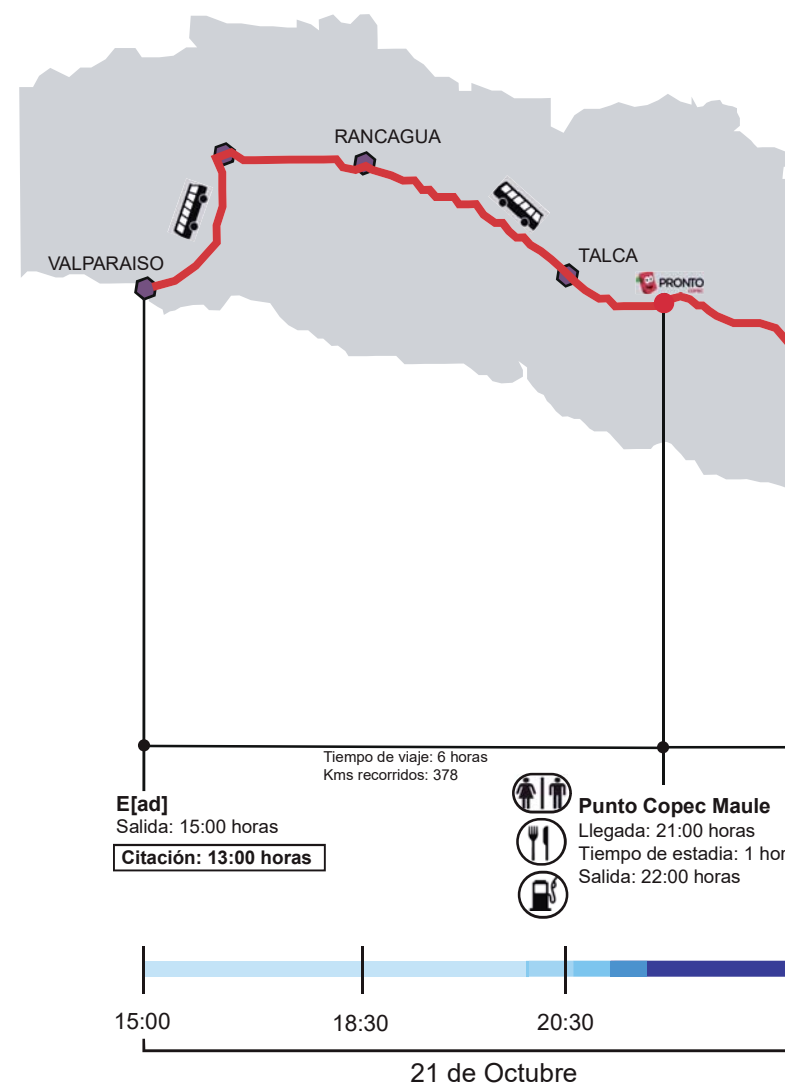 RANCAGUA
VALPARAISO
TALCA
PRONTO
COPEC
Tiempo de viaje: 6 horas
Kms recorridos: 378
E[ad]
Salida: 15:00 horas
Citación: 13:00 horas
Punto Copec Maule
Llegada: 21:00 horas
Tiempo de estadia: 1 hor
Salida: 22:00 horas
15:00
18:30
20:30
21 de Octubre